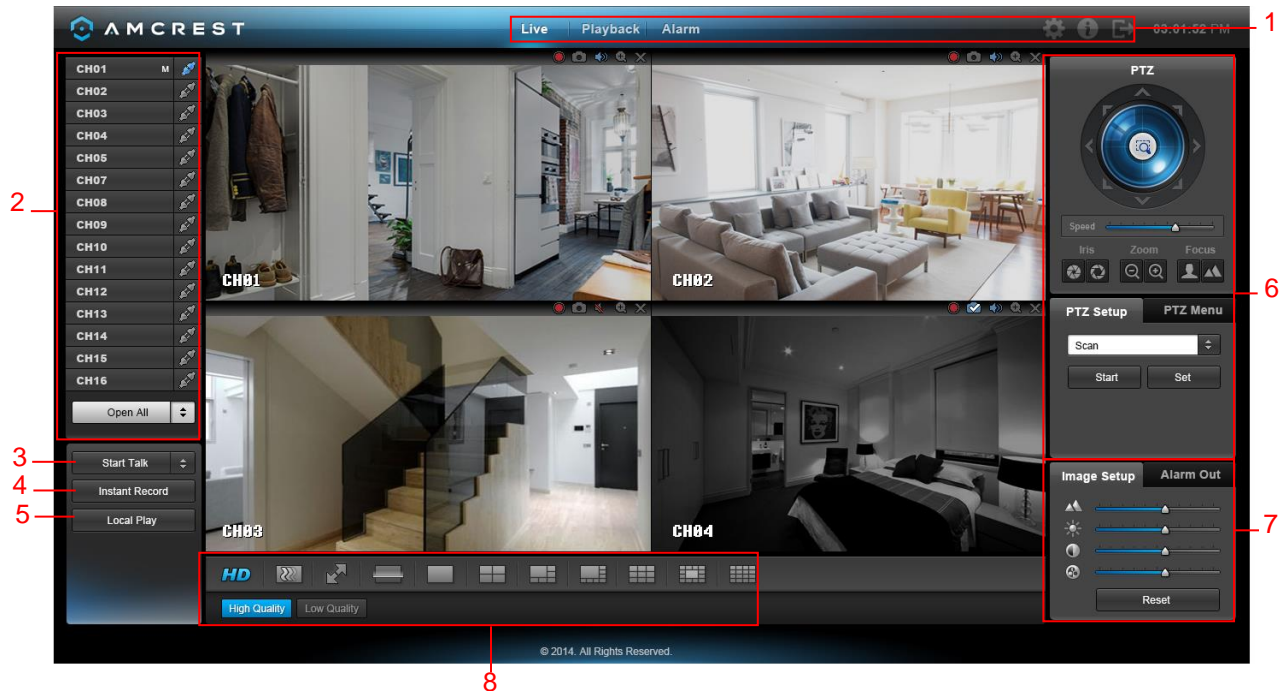 AMCREST
Live Playback Alarm
03:01:52 PM
1
CH01 M
CH02
CH03
CH04
CH05
CH07
CH08
CH09
CH10
CH11
CH12
CH13
CH14
CH15
CH16
Open All
2
Start Talk
3
Instant Record
4
Local Play
5
CH01
CH02
CH03
CH04
PTZ
Speed
Iris Zoom Focus
PTZ Setup PTZ Menu
Scan
Start Set
6
Image Setup Alarm Out
Reset
7
HD
High Quality Low Quality
8
© 2014. All Rights Reserved.